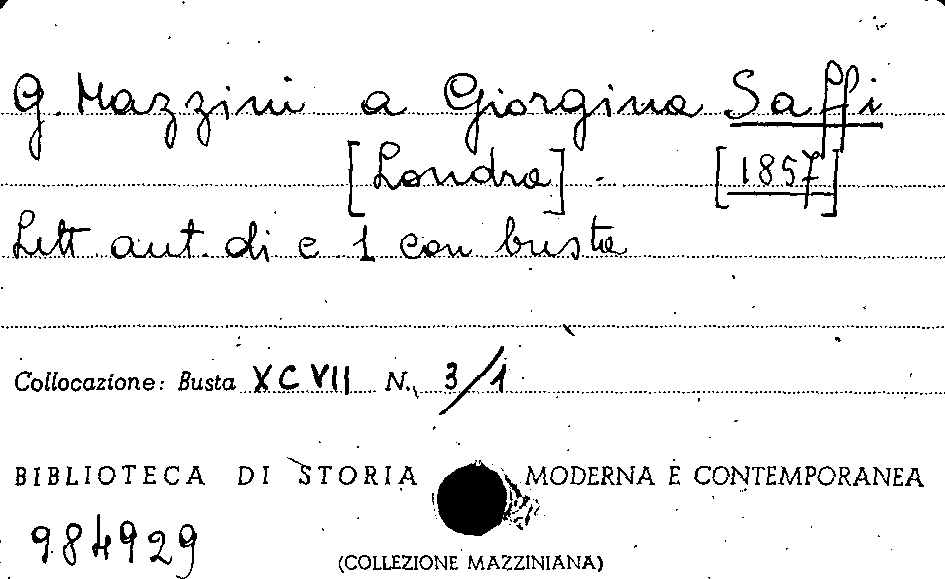 G. Mazzini a Giorgina Saffi
[Londra] - [1857]
Lett. aut. di c 1 con busta
Collocazione: Busta XCVII N. 3/1
BIBLIOTECA DI STORIA MODERNA E CONTEMPORANEA
984929
(COLLEZIONE MAZZINIANA)